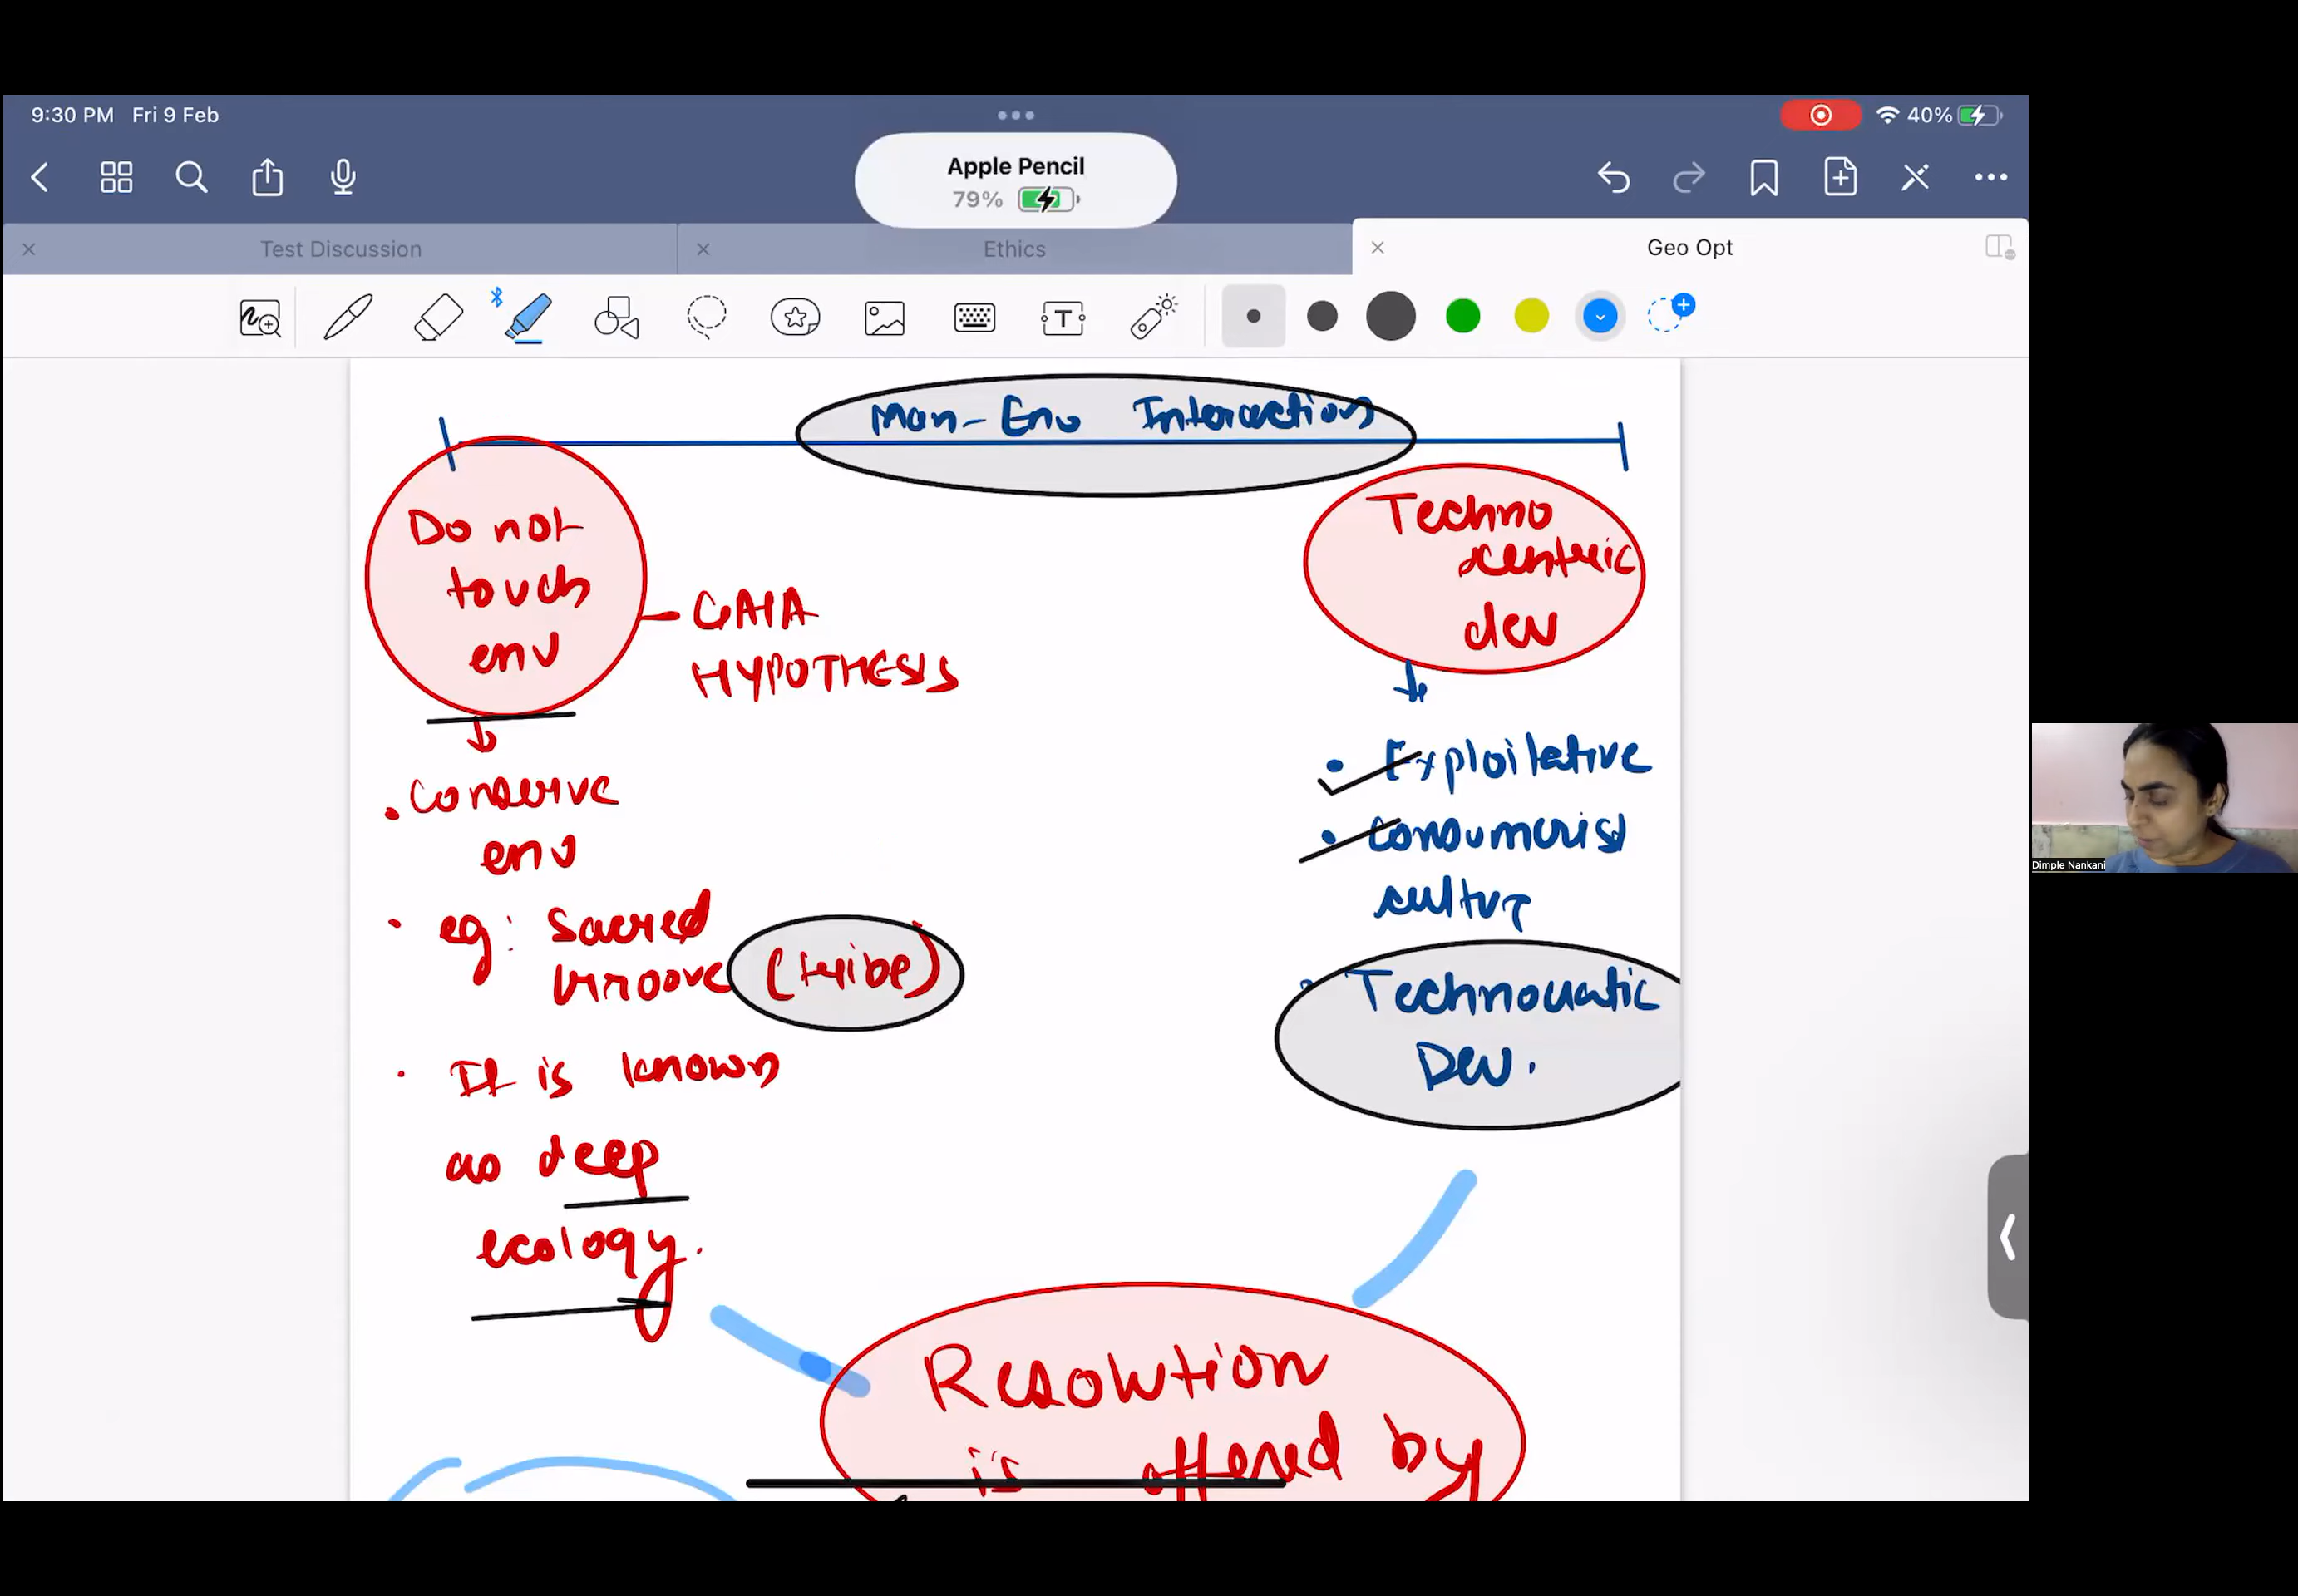 9:30 PM Fri 9 Feb
40%
Apple Pencil
79%
Test Discussion
Ethics
Geo Opt
Man-Env Interaction
Do not
touch
env
GAIA
HYPOTHESIS
Techno
centric
dev
• Conserve
env
• eg: Sacred
Grroove (tribe)
• It is known
as deep
ecology.
• Exploitative
• Consumerist
culture
• Technocratic
Dev.
Resolution
is offered by
Dimple Nankani